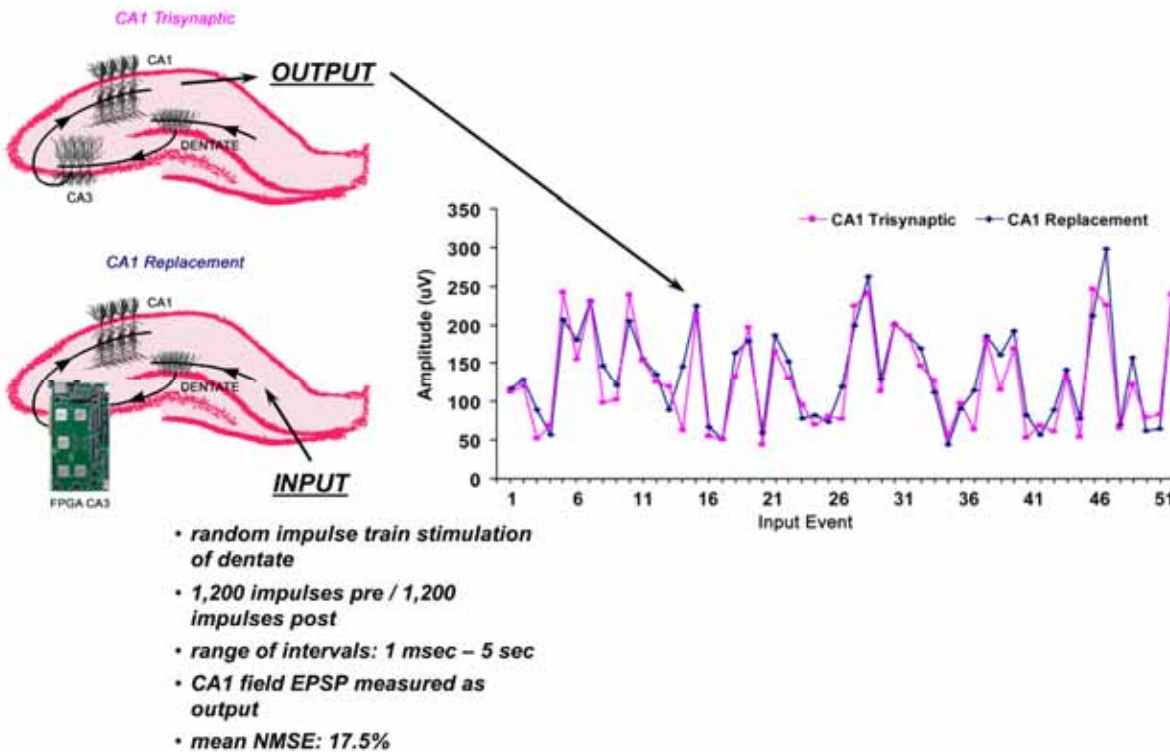 CA1 Trisynaptic
CA1
OUTPUT
DENTATE
CA3
CA1 Replacement
CA1
DENTATE
FPGA CA3
INPUT
350
300
250
200
150
100
50
0
Amplitude (uV)
CA1 Trisynaptic CA1 Replacement
1 6 11 16 21 26 31 36 41 46 51
Input Event
• random impulse train stimulation
of dentate
• 1,200 impulses pre / 1,200
impulses post
• range of intervals: 1 msec – 5 sec
• CA1 field EPSP measured as
output
• mean NMSE: 17.5%